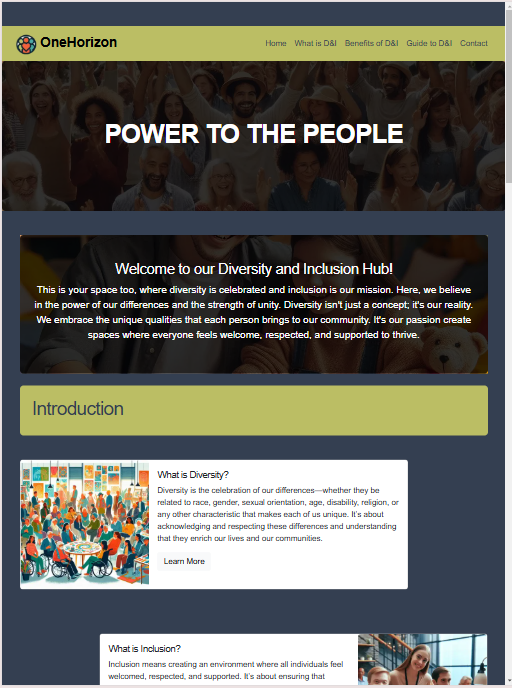 OneHorizon
Home What is D&I Benefits of D&I Guide to D&I Contact
POWER TO THE PEOPLE
Welcome to our Diversity and Inclusion Hub!
This is your space too, where diversity is celebrated and inclusion is our mission. Here, we believe
in the power of our differences and the strength of unity. Diversity isn't just a concept; it's our reality.
We embrace the unique qualities that each person brings to our community. It's our passion create
spaces where everyone feels welcome, respected, and supported to thrive.
Introduction
What is Diversity?
Diversity is the celebration of our differences—whether they be
related to race, gender, sexual orientation, age, disability, religion, or
any other characteristic that makes each of us unique. It's about
acknowledging and respecting these differences and understanding
that they enrich our lives and our communities.
Learn More
What is Inclusion?
Inclusion means creating an environment where all individuals feel
welcomed, respected, and supported. It's about ensuring that